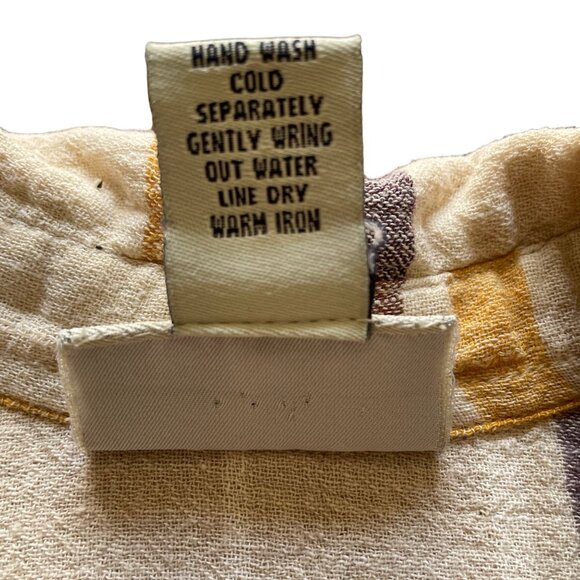 HAND WASH
COLD
SEPARATELY
GENTLY WRING
OUT WATER
LINE DRY
WARM IRON